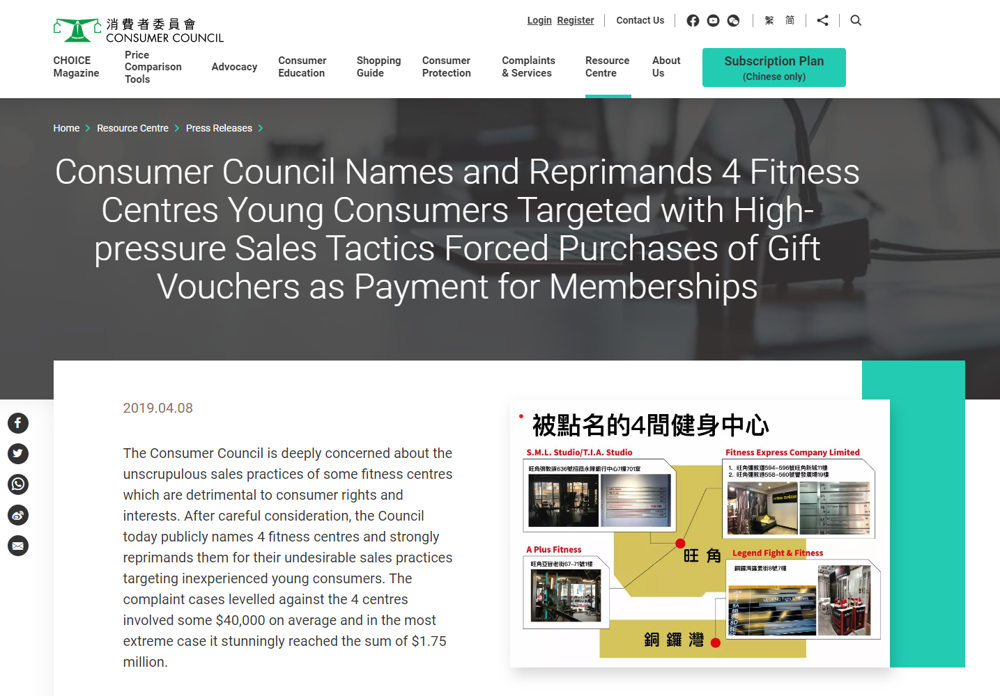 消費者委員會
CONSUMER COUNCIL
Login Register
Contact Us
繁 简
CHOICE
Magazine
Price
Comparison
Tools
Advocacy
Consumer
Education
Shopping
Guide
Consumer
Protection
Complaints
& Services
Resource
Centre
About
Us
Subscription Plan
(Chinese only)
Home
Resource Centre
Press Releases
Consumer Council Names and Reprimands 4 Fitness
Centres Young Consumers Targeted with High-
pressure Sales Tactics Forced Purchases of Gift
Vouchers as Payment for Memberships
2019.04.08
The Consumer Council is deeply concerned about the
unscrupulous sales practices of some fitness centres
which are detrimental to consumer rights and
interests. After careful consideration, the Council
today publicly names 4 fitness centres and strongly
reprimands them for their undesirable sales practices
targeting inexperienced young consumers. The
complaint cases levelled against the 4 centres
involved some $40,000 on average and in the most
extreme case it stunningly reached the sum of $1.75
million.
被點名的4間健身中心
S.M.L. Studio/T.I.A. Studio
旺角彌敦道636號招商永隆銀行中心7樓701室
Fitness Express Company Limited
1. 旺角彌敦道594-596號旺角新城11樓
2. 旺角彌敦道558-560號譽發廣場19樓
A Plus Fitness
旺角亞皆老街67-71號1樓
旺角
Legend Fight & Fitness
銅鑼灣羅素街8號7樓
LEGEND Fight & Fitness
8A
8B
8C
8D
8E
銅鑼灣